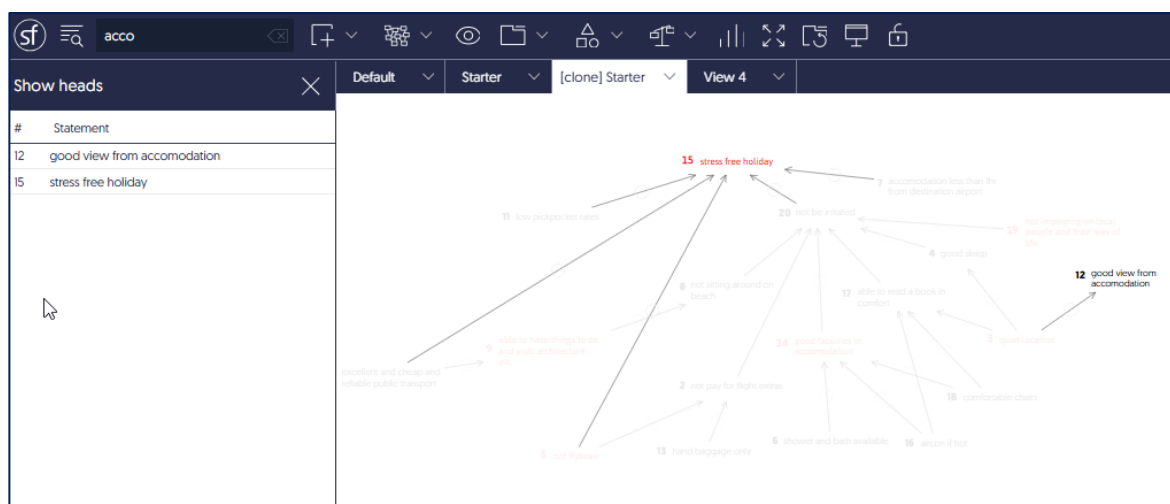 sf acco
Show heads
Default Starter [clone] Starter View 4
# Statement
12 good view from accomodation
15 stress free holiday
15 stress free holiday
7 accomodation less than 1h
from destination airport
11 low pickpocket rates
20 not be irritated
19 not impinging on local
people and their way of
life
4 good sleep
12 good view from
accomodation
8 not sitting around on
beach
17 able to read a book in
comfort
9 able to have things to do
and visit architecture
etc
14 good facilities in
accomodation
3 quiet location
excellent and cheap and
reliable public transport
2 not pay for flight extras
18 comfortable chairs
5 not Ryanair
13 hand baggage only
6 shower and bath available
16 aircon if hot